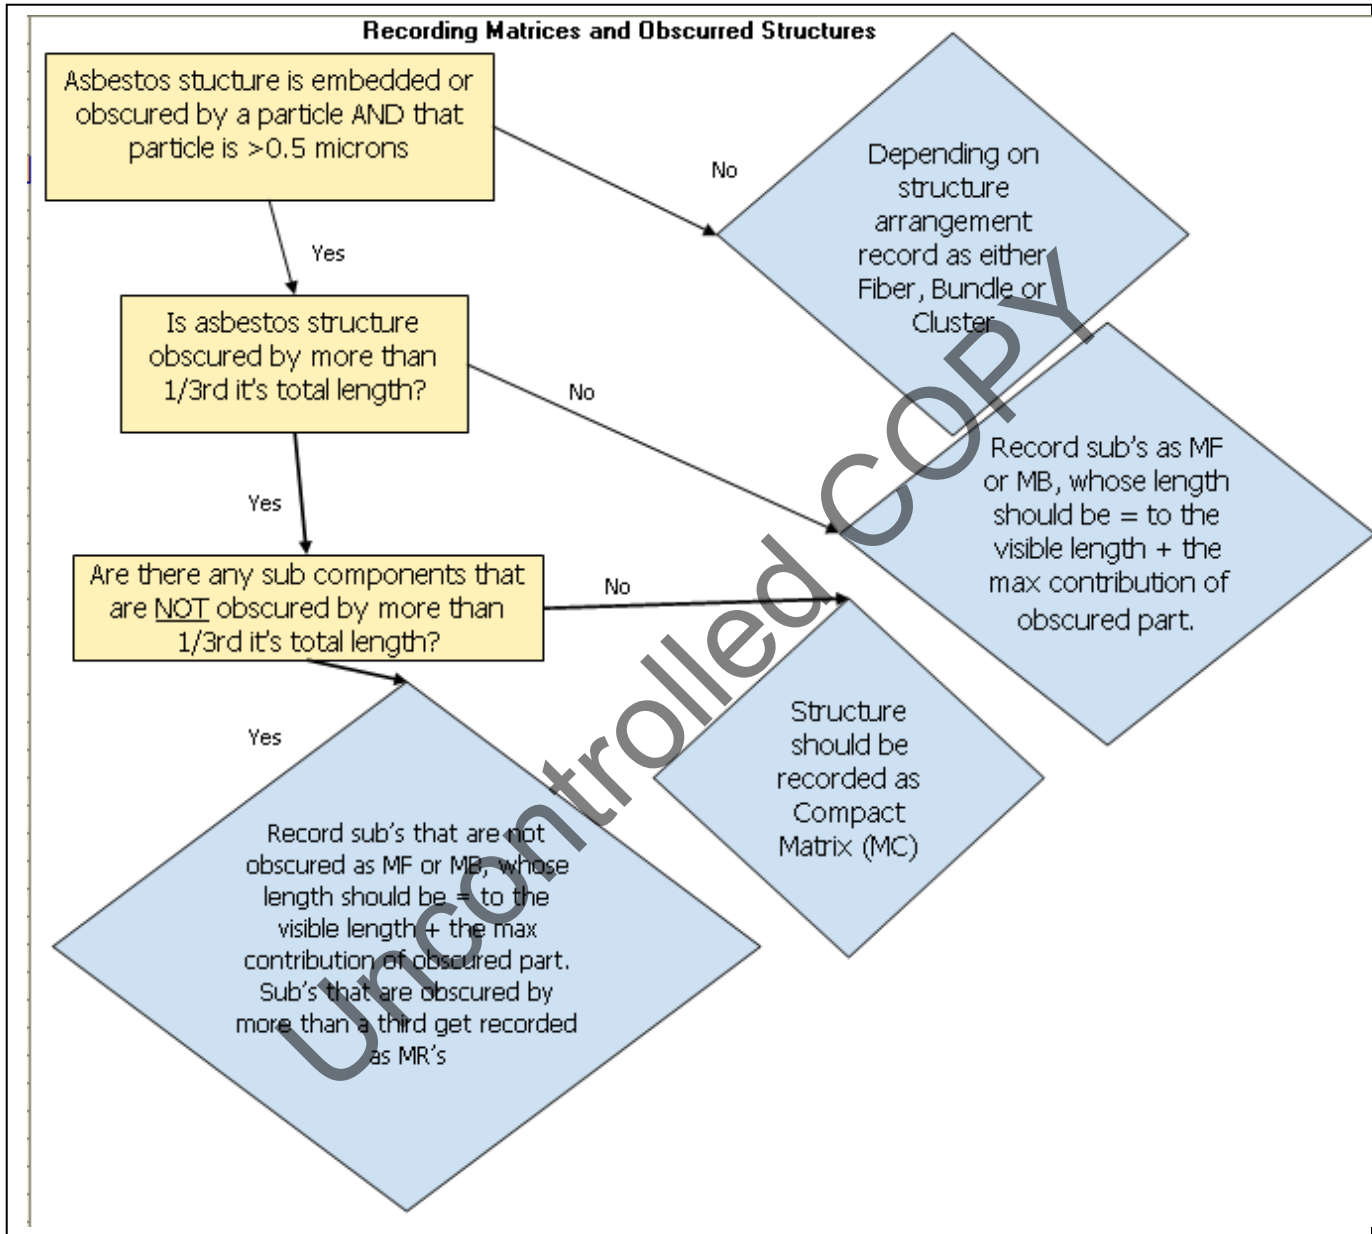 Recording Matrices and Obscurred Structures
Asbestos stucture is embedded or
obscured by a particle AND that
particle is >0.5 microns
No
Depending on
structure
arrangement
record as either
Fiber, Bundle or
Cluster
Yes
Is asbestos structure
obscured by more than
1/3rd it's total length?
No
Record sub's as MF
or MB, whose length
should be = to the
visible length + the
max contribution of
obscured part.
Yes
Are there any sub components that
are NOT obscured by more than
1/3rd it's total length?
No
Structure
should be
recorded as
Compact
Matrix (MC)
Yes
Record sub's that are not
obscured as MF or MB, whose
length should be = to the
visible length + the max
contribution of obscured part.
Sub's that are obscured by
more than a third get recorded
as MR's
Uncontrolled COPY